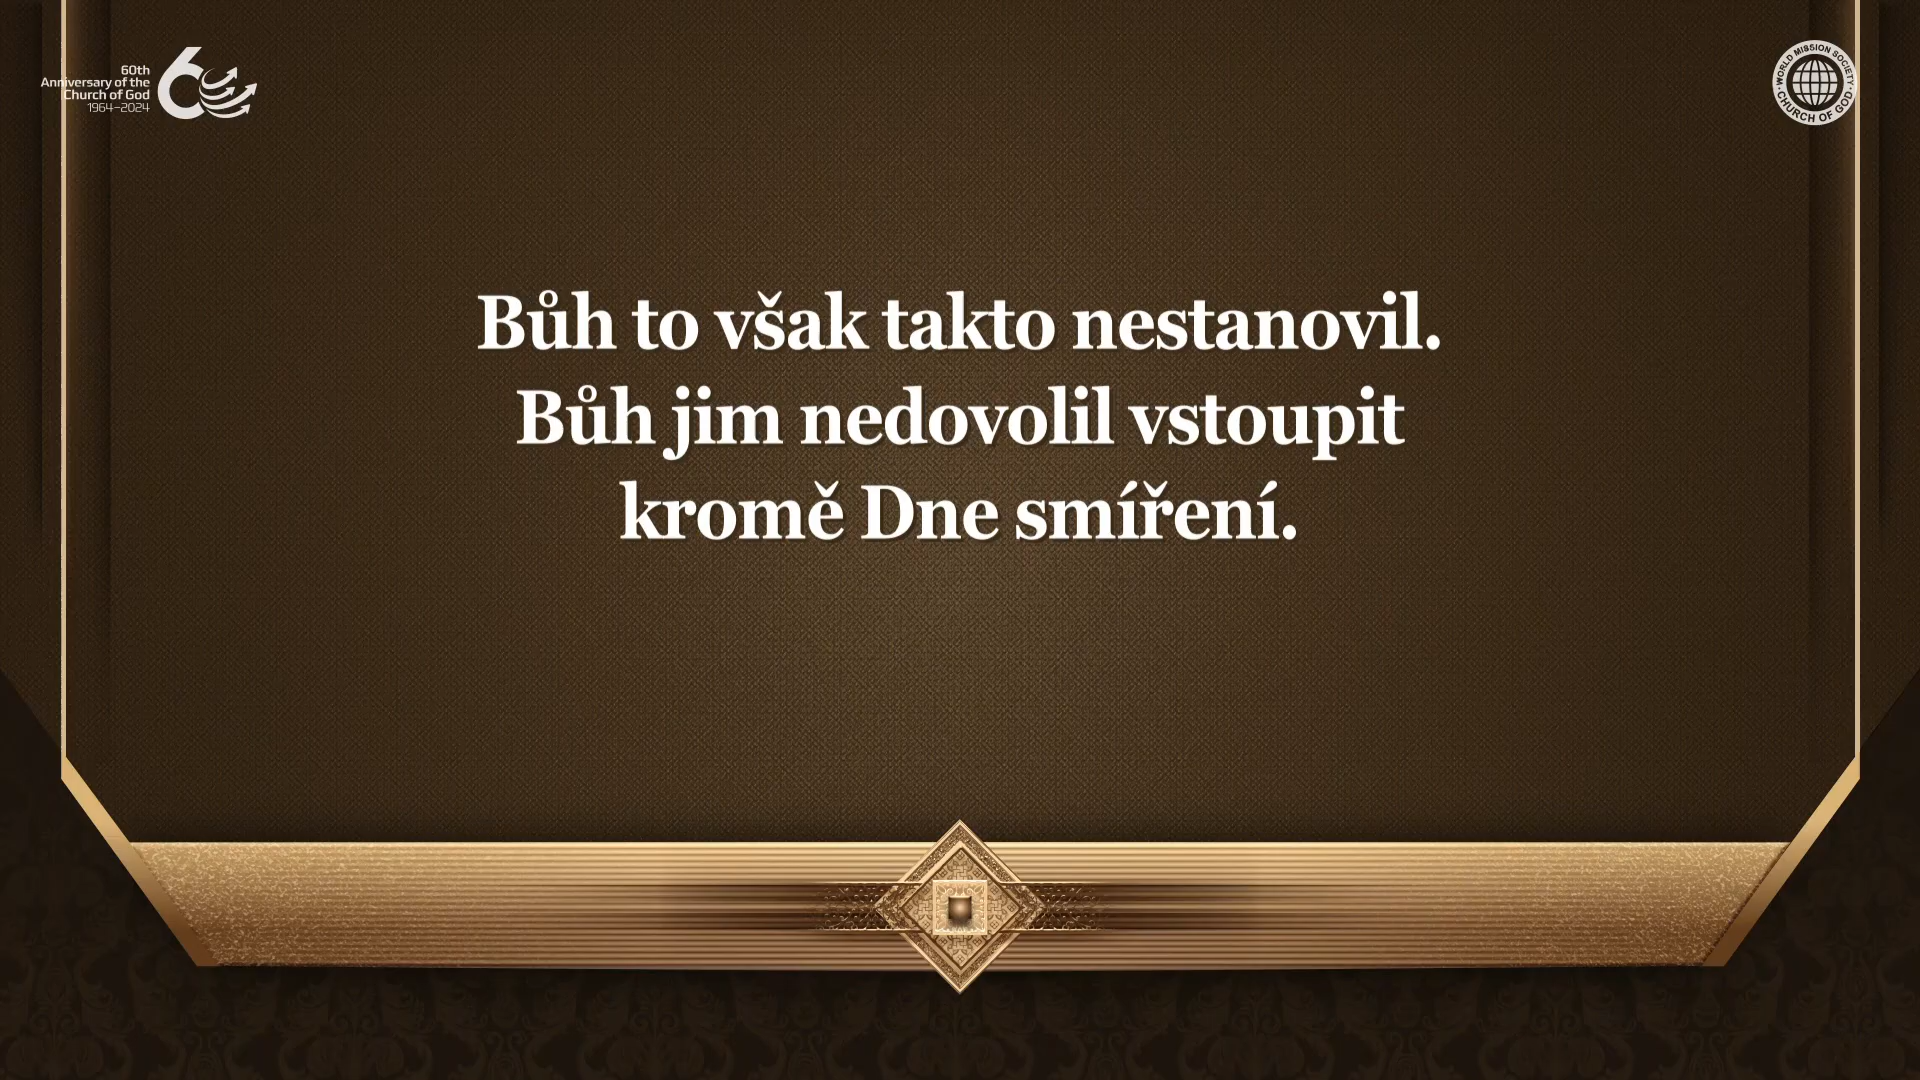 60th
Anniversary of the
Church of God
1964–2024
WORLD MISSION SOCIETY
CHURCH OF GOD
Bůh to však takto nestanovil.
Bůh jim nedovolil vstoupit
kromě Dne smíření.